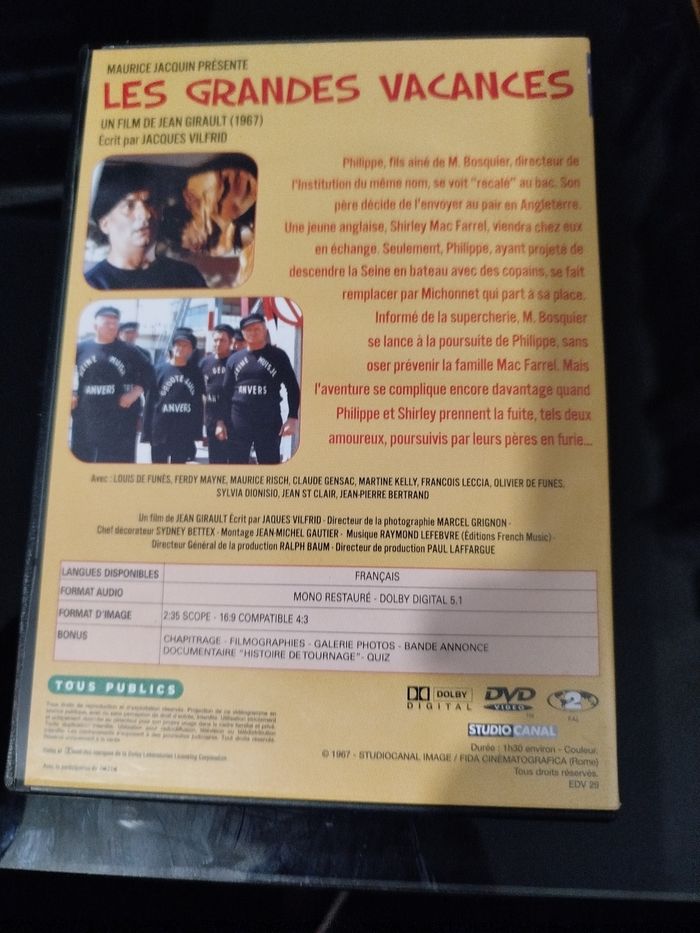 MAURICE JACQUIN PRÉSENTE
LES GRANDES VACANCES
UN FILM DE JEAN GIRAULT (1967)
Écrit par JACQUES VILFRID
Philippe, fils ainé de M. Bosquier, directeur de
l'Institution du même nom, se voit "recalé" au bac. Son
père décide de l'envoyer au pair en Angleterre.
Une jeune anglaise, Shirley Mac Farrel, viendra chez eux
en échange. Seulement, Philippe, ayant projeté de
descendre la Seine en bateau avec des copains, se fait
remplacer par Michonnet qui part à sa place.
Informé de la supercherie, M. Bosquier
se lance à la poursuite de Philippe, sans
oser prévenir la famille Mac Farrel. Mais
l'aventure se complique encore davantage quand
Philippe et Shirley prennent la fuite, tels deux
amoureux, poursuivis par leurs pères en furie...
ANVERS
ANVERS
ANVERS
Avec : LOUIS DE FUNÈS, FERDY MAYNE, MAURICE RISCH, CLAUDE GENSAC, MARTINE KELLY, FRANCOIS LECCIA, OLIVIER DE FUNES,
SYLVIA DIONISIO, JEAN ST CLAIR, JEAN-PIERRE BERTRAND
Un film de JEAN GIRAULT Écrit par JAQUES VILFRID · Directeur de la photographie MARCEL GRIGNON ·
Chef décorateur SYDNEY BETTEX · Montage JEAN-MICHEL GAUTIER · Musique RAYMOND LEFEBVRE (Éditions French Music) ·
Directeur Général de la production RALPH BAUM · Directeur de production PAUL LAFFARGUE
LANGUES DISPONIBLES FRANÇAIS
FORMAT AUDIO MONO RESTAURÉ - DOLBY DIGITAL 5.1
FORMAT D'IMAGE 2:35 SCOPE - 16:9 COMPATIBLE 4:3
BONUS CHAPITRAGE - FILMOGRAPHIES - GALERIE PHOTOS - BANDE ANNONCE
DOCUMENTAIRE "HISTOIRE DE TOURNAGE"- QUIZ
TOUS PUBLICS
DOLBY
DIGITAL
DVD
VIDEO
2
PAL
STUDIO CANAL
Durée : 1h30 environ - Couleur.
© 1967 - STUDIOCANAL IMAGE / FIDA CINEMATOGRAFICA (Rome)
Tous droits réservés.
EDV 29